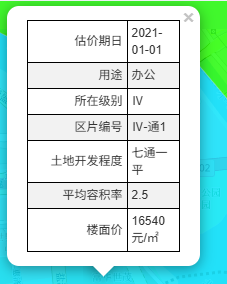 估价期日 2021-
01-01
用途 办公
所在级别 Ⅳ
区片编号 Ⅳ-通1
土地开发程度 七通一
平
平均容积率 2.5
楼面价 16540
元/㎡
02